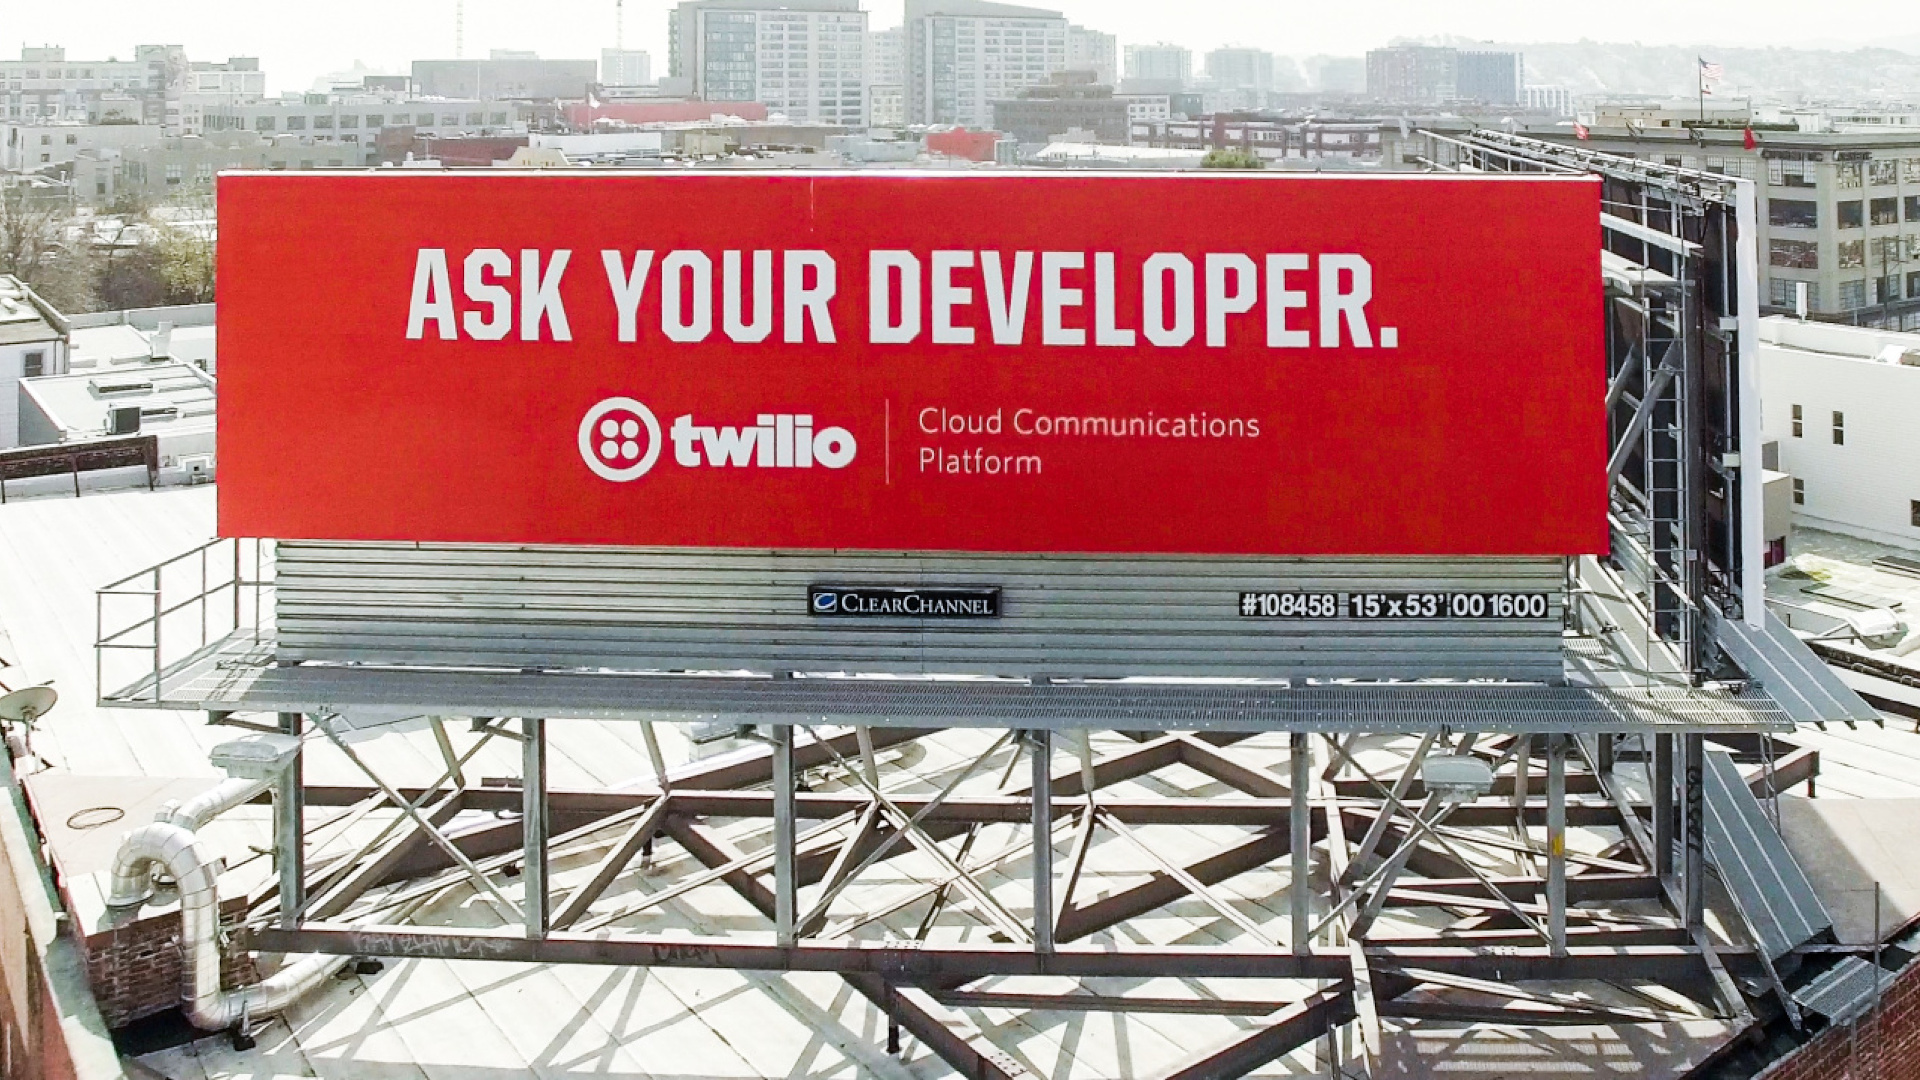 ASK YOUR DEVELOPER.
twilio
Cloud Communications
Platform
CLEARCHANNEL
#108458 15'x53' 00 1600